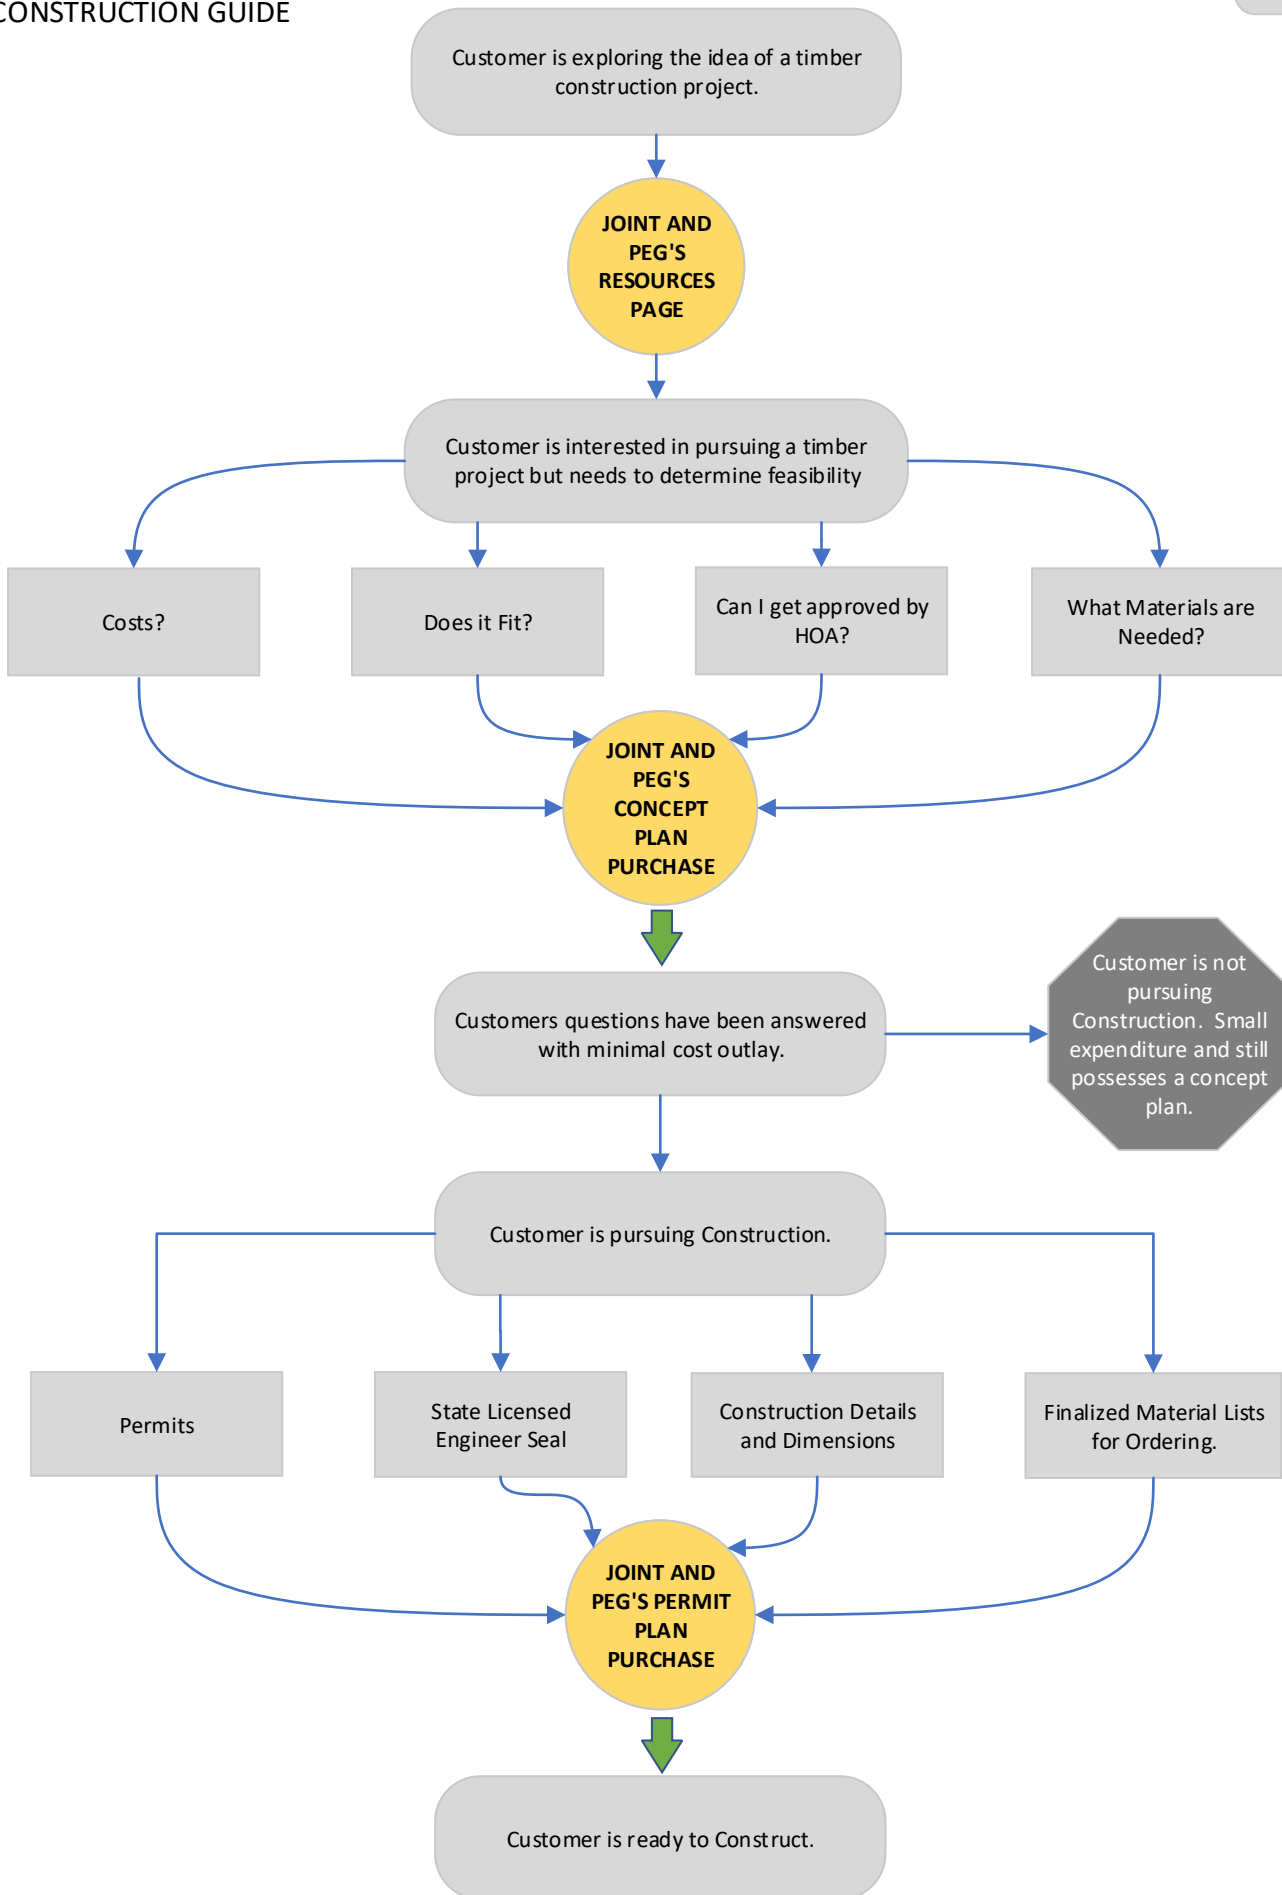 CONSTRUCTION GUIDE
Customer is exploring the idea of a timber
construction project.
JOINT AND
PEG'S
RESOURCES
PAGE
Customer is interested in pursuing a timber
project but needs to determine feasibility
Costs?
Does it Fit?
Can I get approved by
HOA?
What Materials are
Needed?
JOINT AND
PEG'S
CONCEPT
PLAN
PURCHASE
Customers questions have been answered
with minimal cost outlay.
Customer is not
pursuing
Construction. Small
expenditure and still
possesses a concept
plan.
Customer is pursuing Construction.
Permits
State Licensed
Engineer Seal
Construction Details
and Dimensions
Finalized Material Lists
for Ordering.
JOINT AND
PEG'S PERMIT
PLAN
PURCHASE
Customer is ready to Construct.